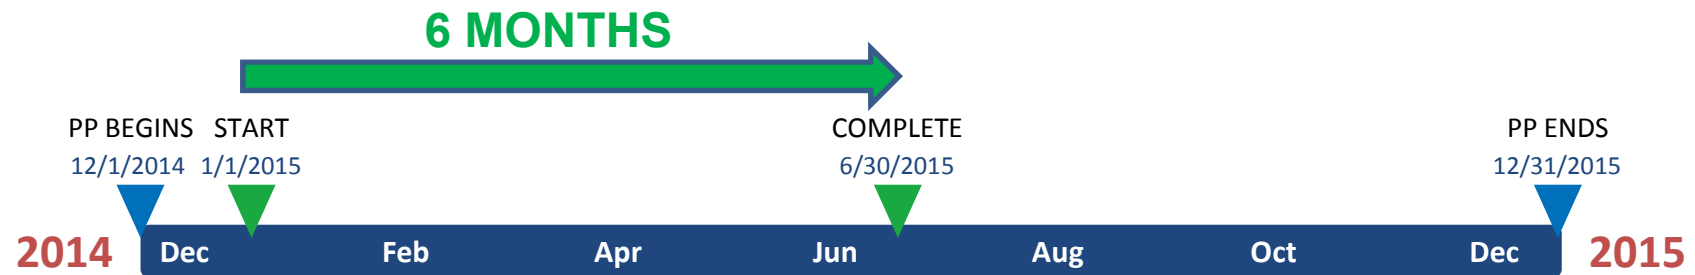 6 MONTHS
PP BEGINS START COMPLETE PP ENDS
12/1/2014 1/1/2015 6/30/2015 12/31/2015
2014 Dec Feb Apr Jun Aug Oct Dec 2015